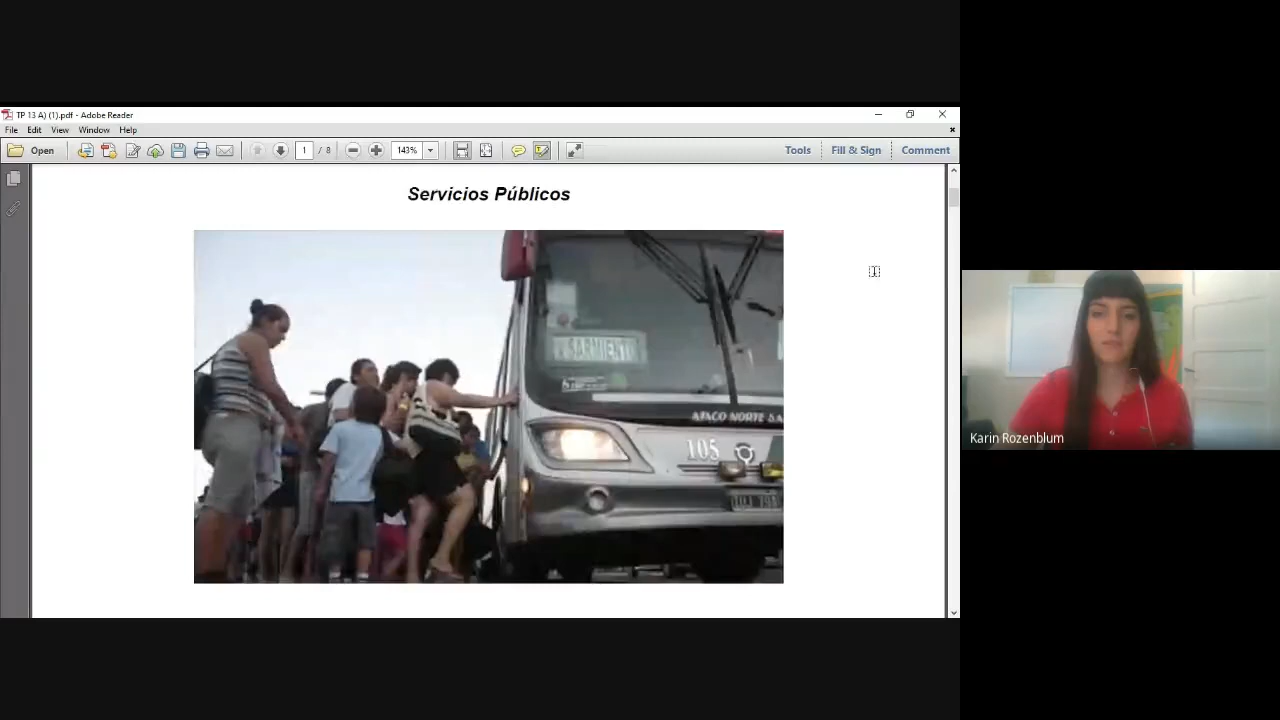 TP 13 A) (1).pdf - Adobe Reader
File Edit View Window Help
Open 1 / 8 143% Tools Fill & Sign Comment
Servicios Públicos
SARMIENTO
ATACO NORTE S.A
105
Karin Rozenblum